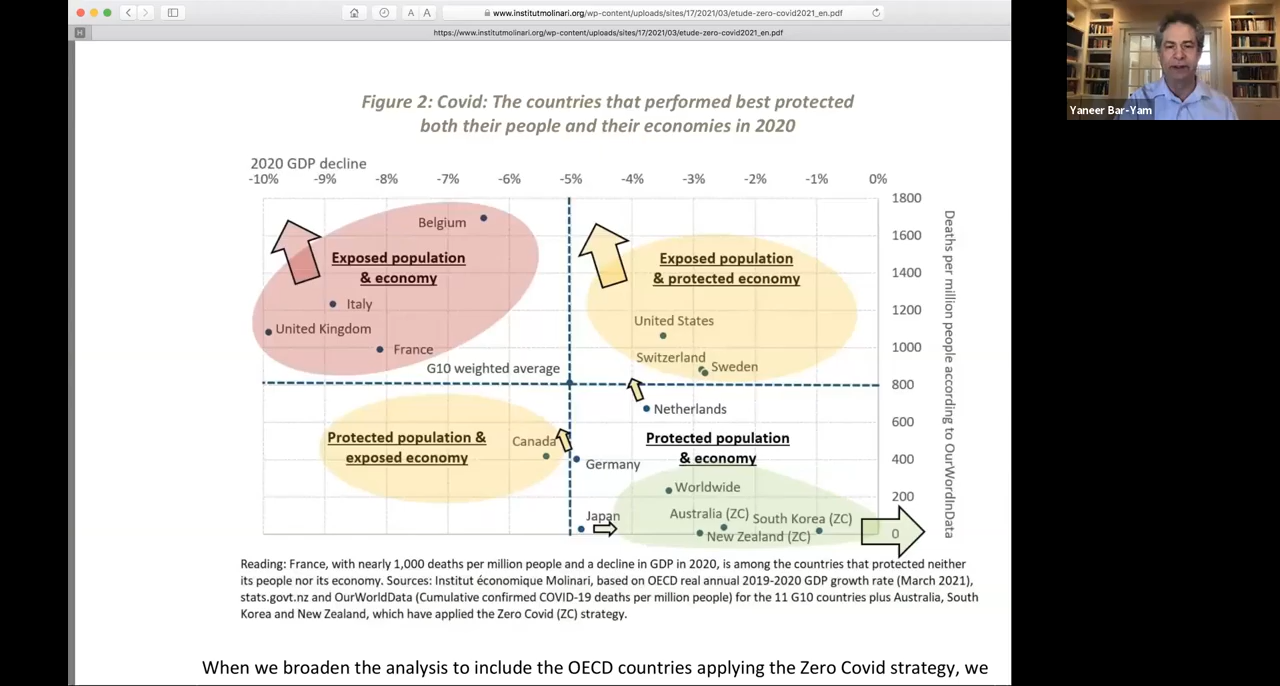 www.institutmolinari.org/wp-content/uploads/sites/17/2021/03/etude-zero-covid2021_en.pdf
A A
H
https://www.institutmolinari.org/wp-content/uploads/sites/17/2021/03/etude-zero-covid2021_en.pdf
Yaneer Bar-Yam
Figure 2: Covid: The countries that performed best protected
both their people and their economies in 2020
2020 GDP decline
-10% -9% -8% -7% -6% -5% -4% -3% -2% -1% 0%
1800
1600
1400
1200
1000
800
600
400
200
0
Deaths per million people according to OurWordInData
Belgium
Exposed population
& economy
Italy
United Kingdom
France
G10 weighted average
Exposed population
& protected economy
United States
Switzerland
Sweden
Netherlands
Protected population &
exposed economy
Canada
Germany
Protected population
& economy
Worldwide
Japan
Australia (ZC)
South Korea (ZC)
New Zealand (ZC)
Reading: France, with nearly 1,000 deaths per million people and a decline in GDP in 2020, is among the countries that protected neither
its people nor its economy. Sources: Institut économique Molinari, based on OECD real annual 2019-2020 GDP growth rate (March 2021),
stats.govt.nz and OurWorldData (Cumulative confirmed COVID-19 deaths per million people) for the 11 G10 countries plus Australia, South
Korea and New Zealand, which have applied the Zero Covid (ZC) strategy.
When we broaden the analysis to include the OECD countries applying the Zero Covid strategy, we